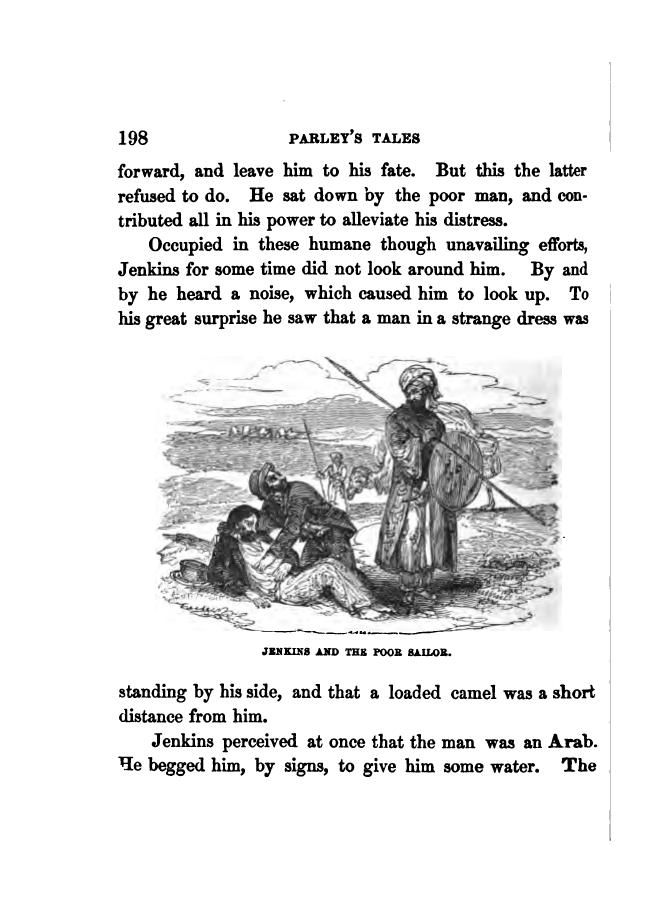 198 PARLEY'S TALES
forward, and leave him to his fate. But this the latter
refused to do. He sat down by the poor man, and con-
tributed all in his power to alleviate his distress.
Occupied in these humane though unavailing efforts,
Jenkins for some time did not look around him. By and
by he heard a noise, which caused him to look up. To
his great surprise he saw that a man in a strange dress was
JENKINS AND THE POOR SAILOR.
standing by his side, and that a loaded camel was a short
distance from him.
Jenkins perceived at once that the man was an Arab.
He begged him, by signs, to give him some water. The